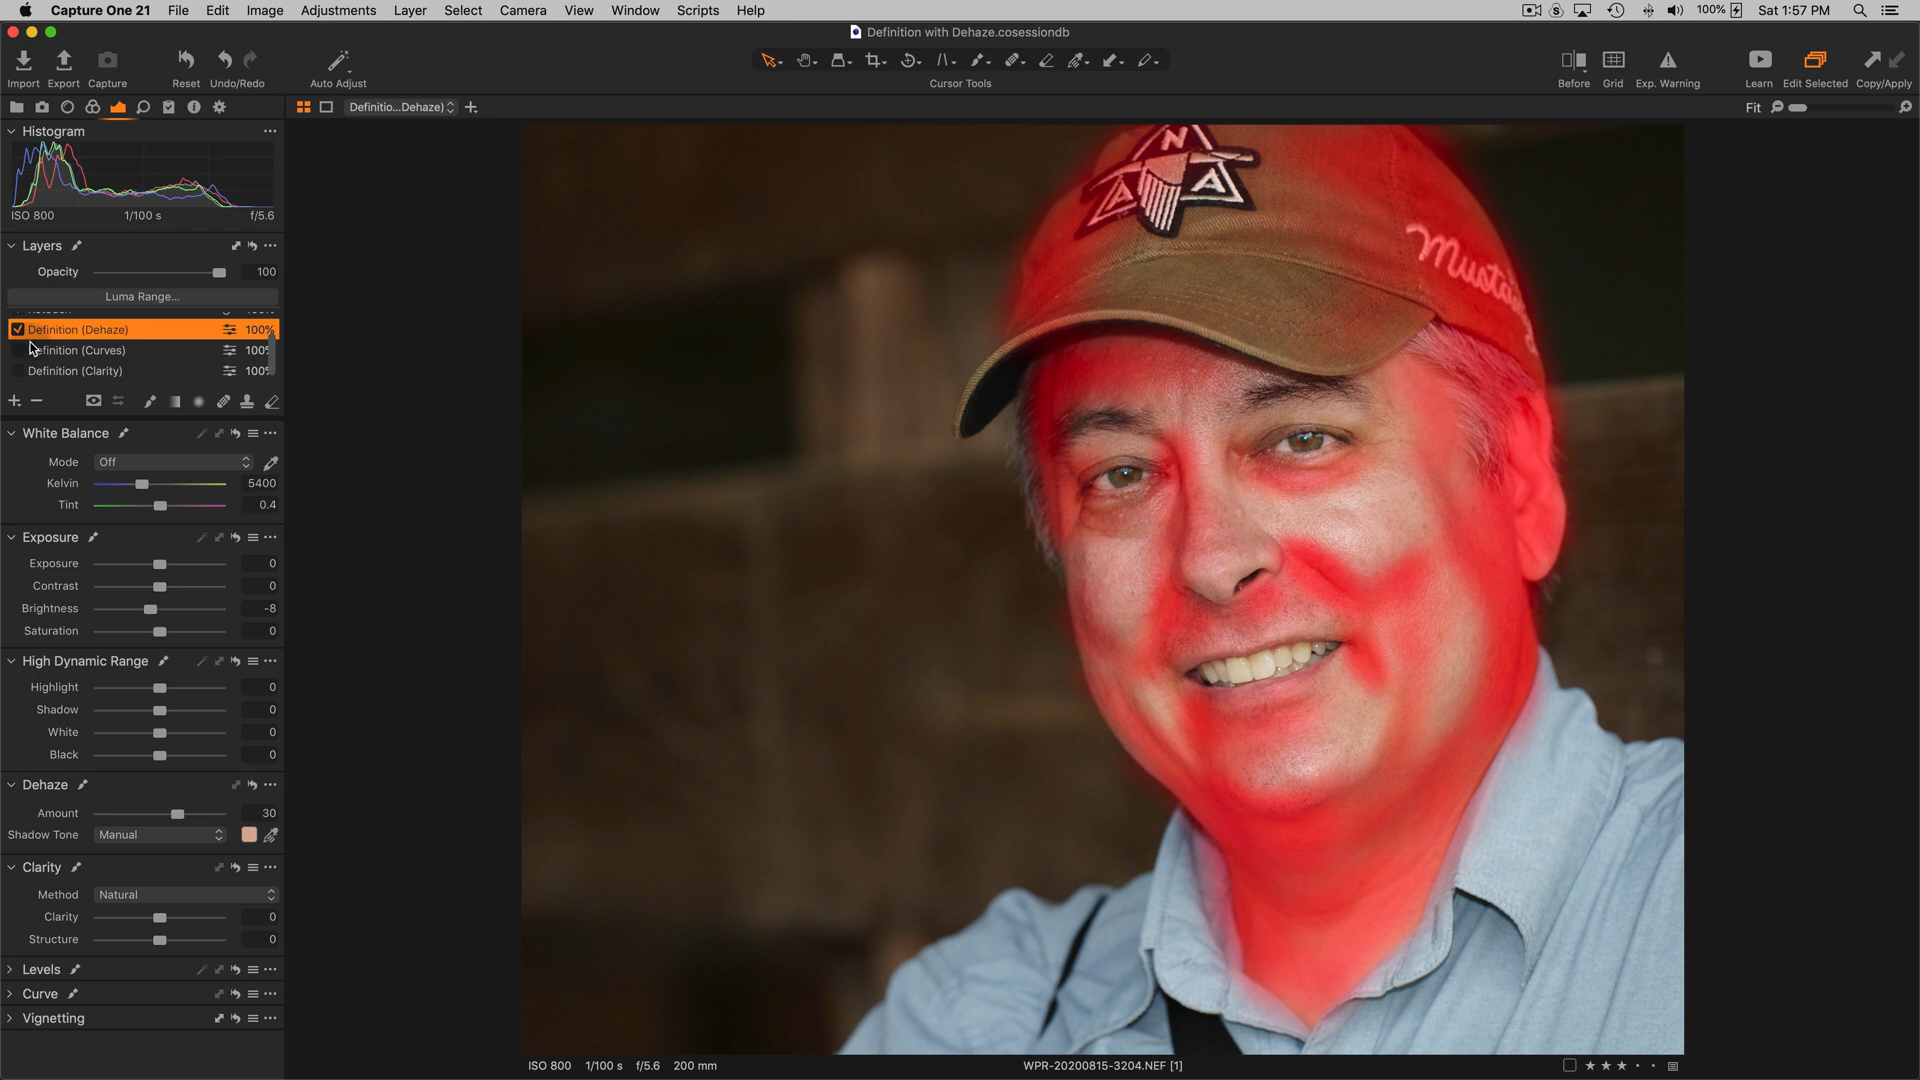 Capture One 21 File Edit Image Adjustments Layer Select Camera View Window Scripts Help
100% Sat 1:57 PM
Definition with Dehaze.cosessiondb
Import Export Capture Reset Undo/Redo Auto Adjust
Cursor Tools
Before Grid Exp. Warning Learn Edit Selected Copy/Apply
Definitio...Dehaze)
Fit
Histogram
ISO 800 1/100 s f/5.6
Layers
Opacity 100
Luma Range...
Definition (Dehaze) 100%
efinition (Curves) 100%
Definition (Clarity) 100%
White Balance
Mode Off
Kelvin 5400
Tint 0.4
Exposure
Exposure 0
Contrast 0
Brightness -8
Saturation 0
High Dynamic Range
Highlight 0
Shadow 0
White 0
Black 0
Dehaze
Amount 30
Shadow Tone Manual
Clarity
Method Natural
Clarity 0
Structure 0
Levels
Curve
Vignetting
N
A A
ISO 800 1/100 s f/5.6 200 mm
WPR-20200815-3204.NEF [1]